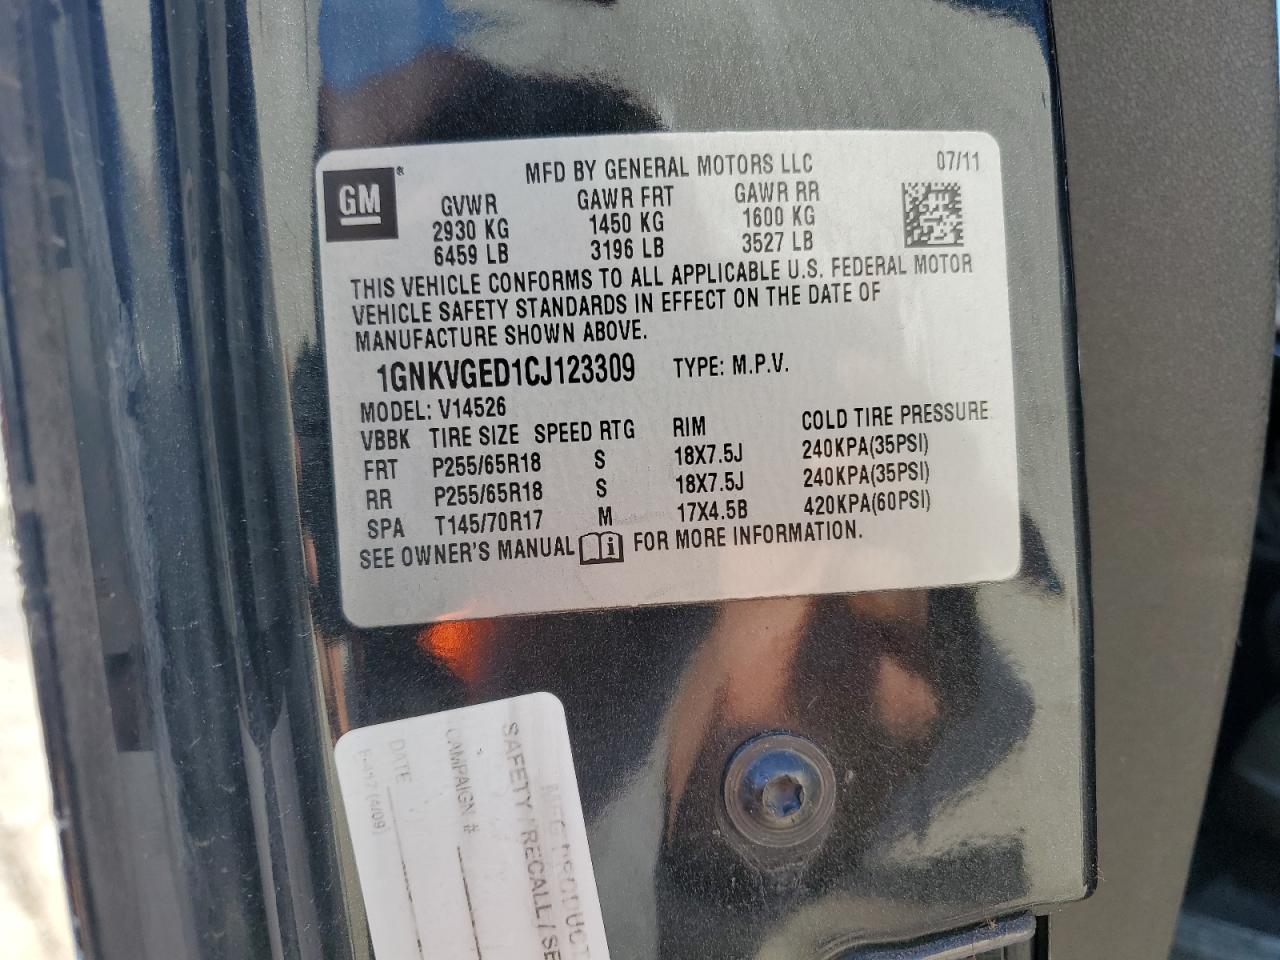 MFD BY GENERAL MOTORS LLC 07/11
GM®
GVWR GAWR FRT GAWR RR
2930 KG 1450 KG 1600 KG
6459 LB 3196 LB 3527 LB
THIS VEHICLE CONFORMS TO ALL APPLICABLE U.S. FEDERAL MOTOR
VEHICLE SAFETY STANDARDS IN EFFECT ON THE DATE OF
MANUFACTURE SHOWN ABOVE.
1GNKVGED1CJ123309 TYPE: M.P.V.
MODEL: V14526
VBBK TIRE SIZE SPEED RTG RIM COLD TIRE PRESSURE
FRT P255/65R18 S 18X7.5J 240KPA(35PSI)
RR P255/65R18 S 18X7.5J 240KPA(35PSI)
SPA T145/70R17 M 17X4.5B 420KPA(60PSI)
SEE OWNER'S MANUAL i FOR MORE INFORMATION.
PRODUCT
SAFETY / RECALL / SE
CAMPAIGN #
DATE
(4/09)